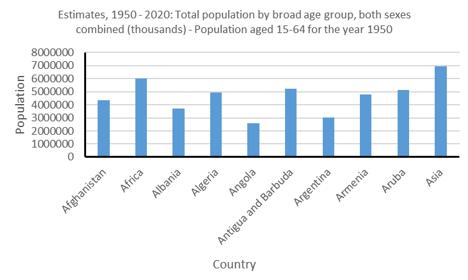 Estimates, 1950 - 2020: Total population by broad age group, both sexes
combined (thousands) - Population aged 15-64 for the year 1950
8000000
7000000
6000000
5000000
4000000
3000000
2000000
1000000
0
Population
Afghanistan
Africa
Albania
Algeria
Angola
Antigua and Barbuda
Argentina
Armenia
Aruba
Asia
Country